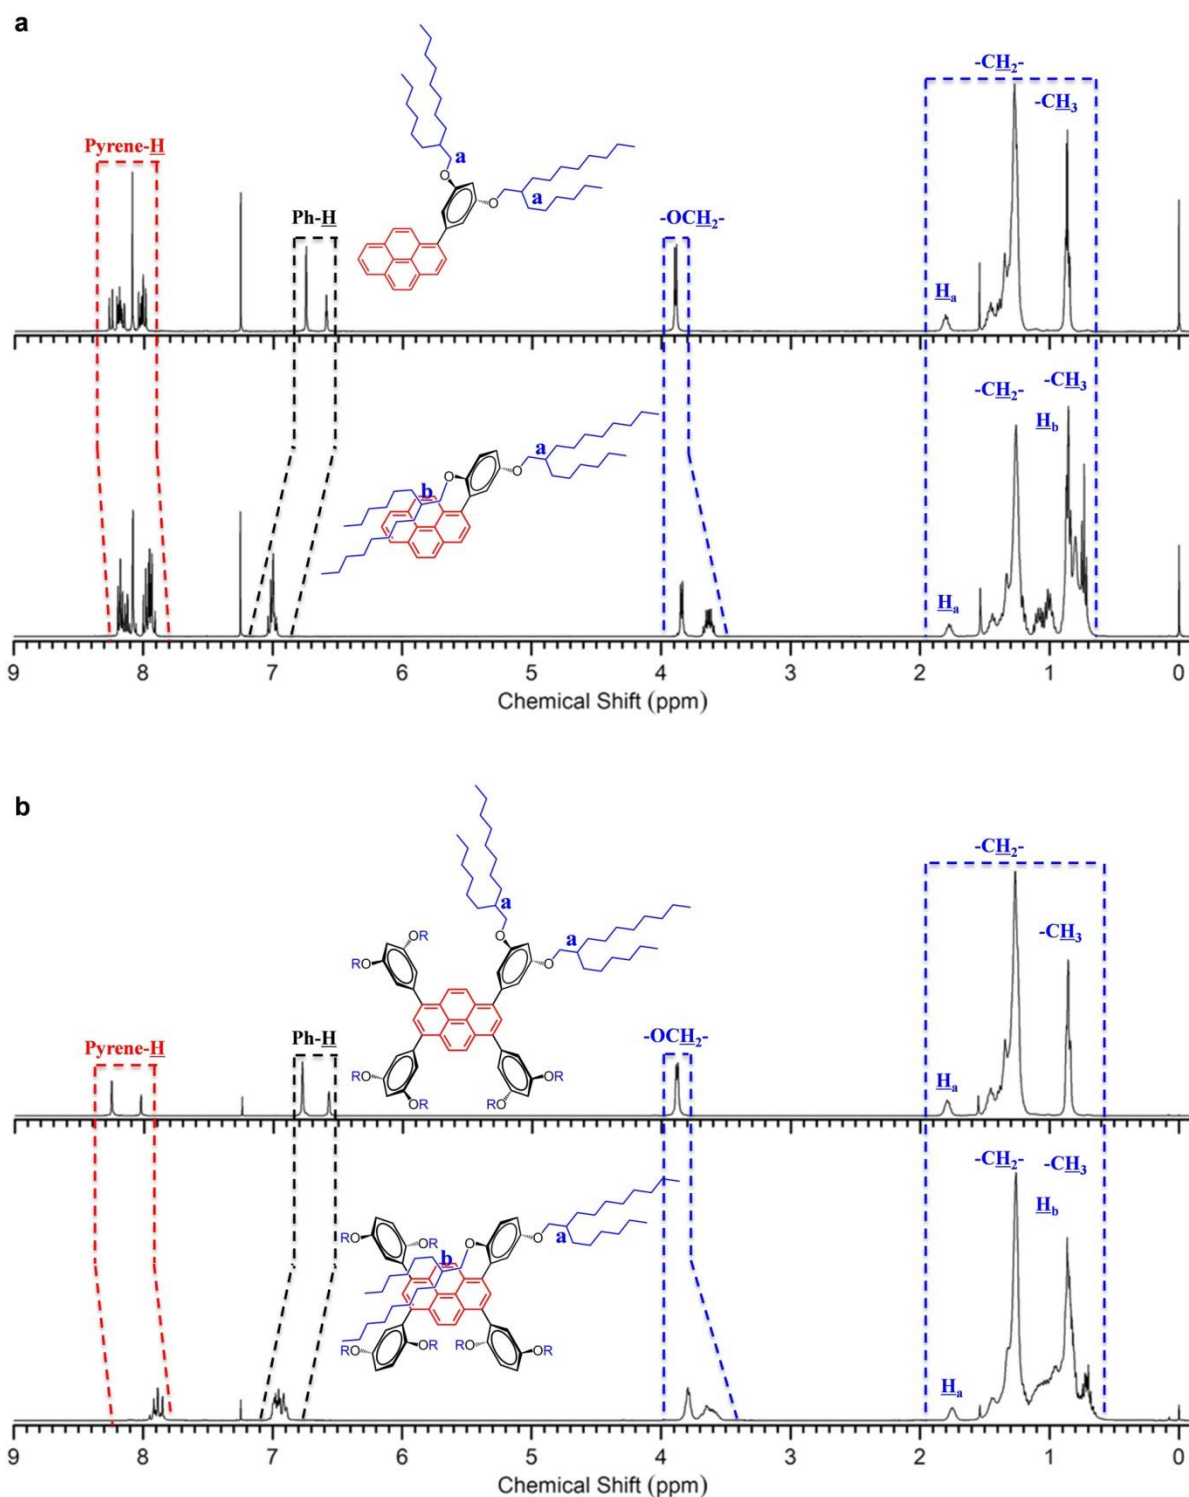 a
-CH2-
-CH3
Pyrene-H
a
Ph-H
O
O
a
-OCH2-
Ha
-CH2-
-CH3
Hb
a
O
O
b
Ha
9 8 7 6 5 4 3 2 1 0
Chemical Shift (ppm)
b
-CH2-
a
a
-CH3
OR
O
O
RO
Pyrene-H
Ph-H
-OCH2-
Ha
RO
OR
OR
OR
-CH2-
-CH3
Hb
a
RO
OR
O
O
b
Ha
RO
OR
RO
OR
9 8 7 6 5 4 3 2 1 0
Chemical Shift (ppm)